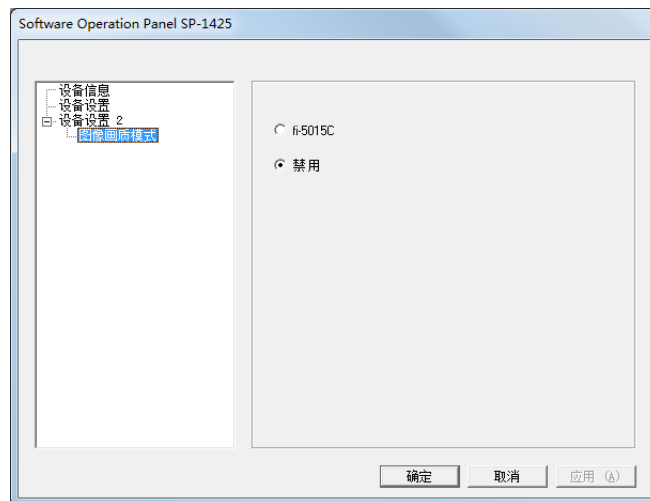 Software Operation Panel SP-1425
设备信息
设备设置
设备设置 2
图像画质模式
fi-5015C
禁用
确定
取消
应用 (A)